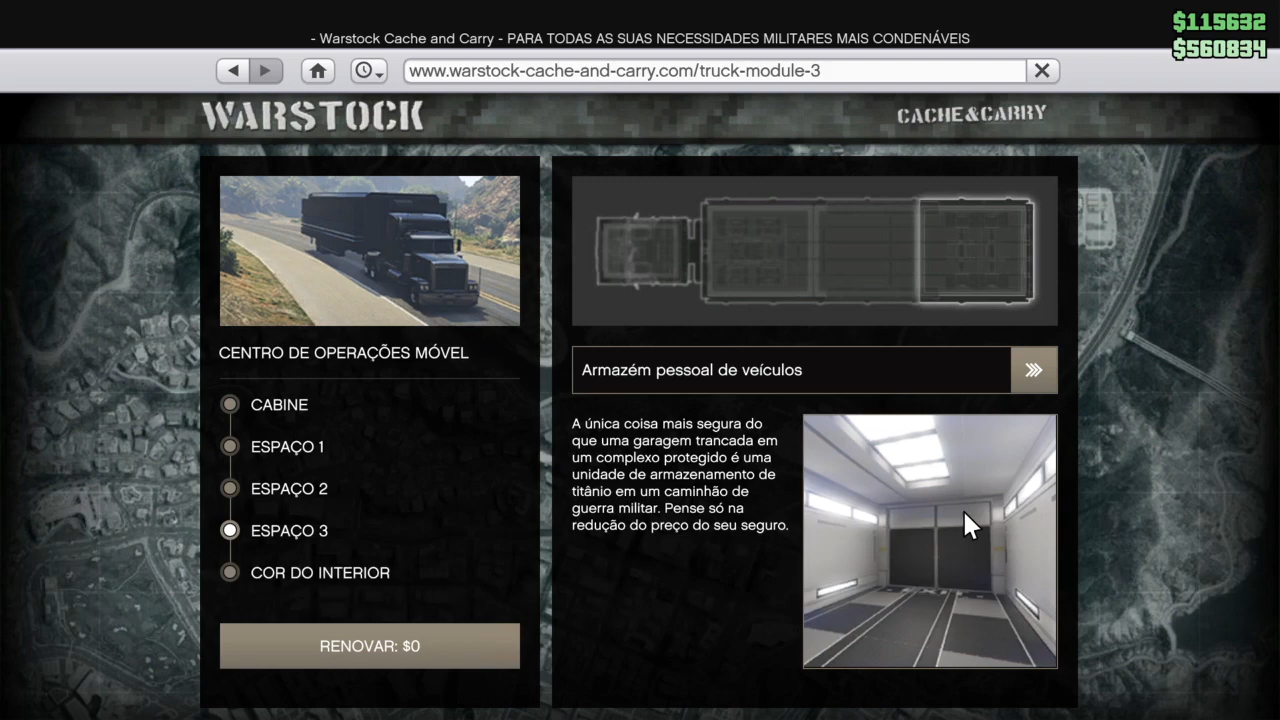 - Warstock Cache and Carry - PARA TODAS AS SUAS NECESSIDADES MILITARES MAIS CONDENÁVEIS
$115632
$560834
www.warstock-cache-and-carry.com/truck-module-3
WARSTOCK
CACHE&CARRY
CENTRO DE OPERAÇÕES MÓVEL
CABINE
ESPAÇO 1
ESPAÇO 2
ESPAÇO 3
COR DO INTERIOR
RENOVAR: $0
Armazém pessoal de veículos
A única coisa mais segura do
que uma garagem trancada em
um complexo protegido é uma
unidade de armazenamento de
titânio em um caminhão de
guerra militar. Pense só na
redução do preço do seu seguro.